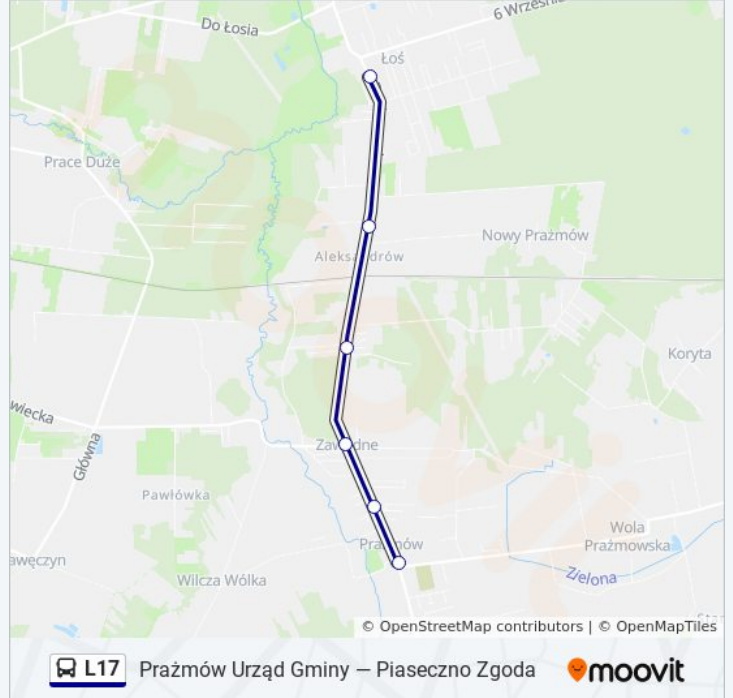 Do Łosia
6 Wrześni
Łoś
Prace Duże
Nowy Prażmów
Aleksandrów
Koryta
wiecka
Główna
Zawodne
Pawłówka
Prażmów
Wola
Prażmowska
awęczyn
Wilcza Wólka
Zielona
© OpenStreetMap contributors | © OpenMapTiles
L17 Prażmów Urząd Gminy – Piaseczno Zgoda moovit